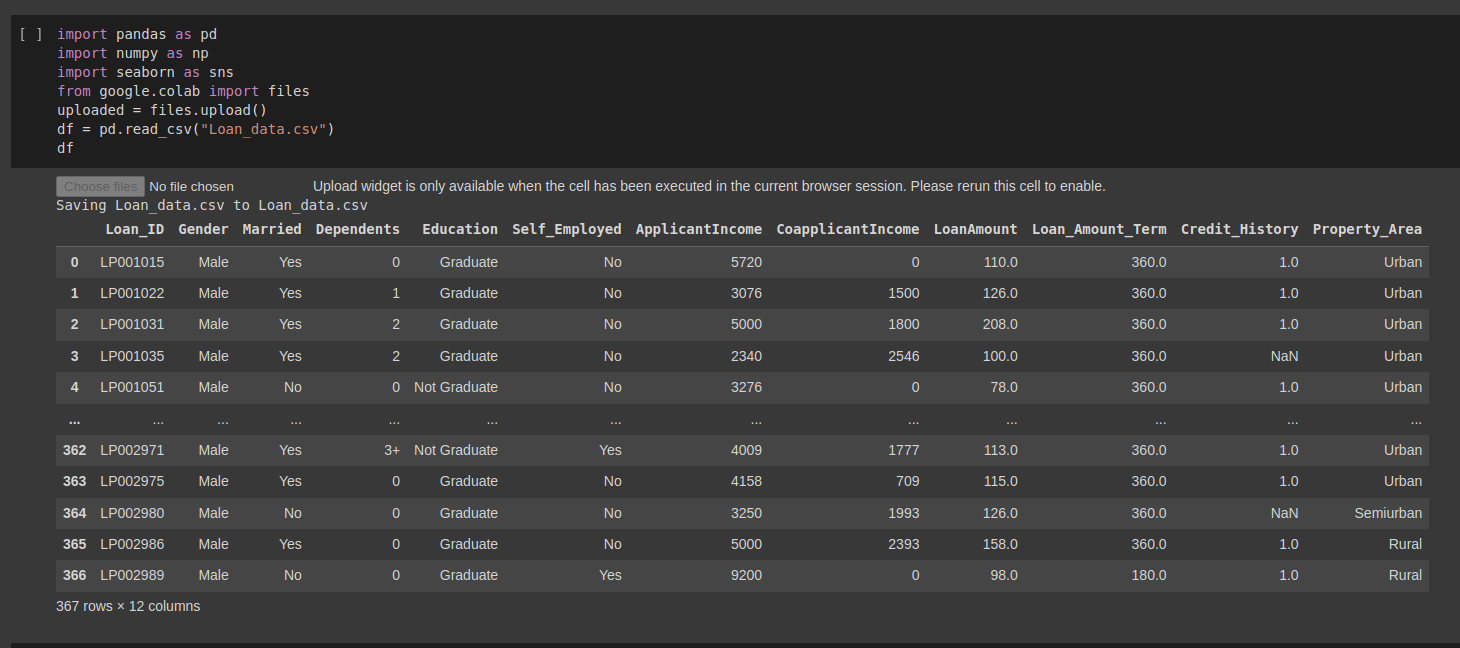 [ ] import pandas as pd
import numpy as np
import seaborn as sns
from google.colab import files
uploaded = files.upload()
df = pd.read_csv("Loan_data.csv")
df
Choose files No file chosen Upload widget is only available when the cell has been executed in the current browser session. Please rerun this cell to enable.
Saving Loan_data.csv to Loan_data.csv
Loan_ID Gender Married Dependents Education Self_Employed ApplicantIncome CoapplicantIncome LoanAmount Loan_Amount_Term Credit_History Property_Area
0 LP001015 Male Yes 0 Graduate No 5720 0 110.0 360.0 1.0 Urban
1 LP001022 Male Yes 1 Graduate No 3076 1500 126.0 360.0 1.0 Urban
2 LP001031 Male Yes 2 Graduate No 5000 1800 208.0 360.0 1.0 Urban
3 LP001035 Male Yes 2 Graduate No 2340 2546 100.0 360.0 NaN Urban
4 LP001051 Male No 0 Not Graduate No 3276 0 78.0 360.0 1.0 Urban
... ... ... ... ... ... ... ... ... ... ... ... ...
362 LP002971 Male Yes 3+ Not Graduate Yes 4009 1777 113.0 360.0 1.0 Urban
363 LP002975 Male Yes 0 Graduate No 4158 709 115.0 360.0 1.0 Urban
364 LP002980 Male No 0 Graduate No 3250 1993 126.0 360.0 NaN Semiurban
365 LP002986 Male Yes 0 Graduate No 5000 2393 158.0 360.0 1.0 Rural
366 LP002989 Male No 0 Graduate Yes 9200 0 98.0 180.0 1.0 Rural
367 rows × 12 columns